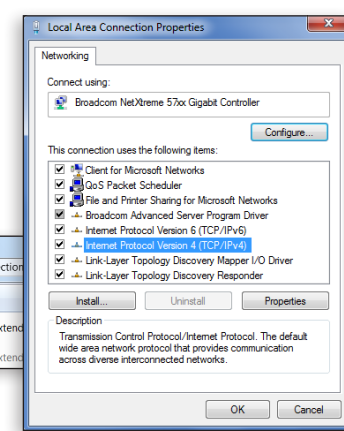 Local Area Connection Properties
Networking
Connect using:
Broadcom NetXtreme 57xx Gigabit Controller
Configure...
This connection uses the following items:
Client for Microsoft Networks
QoS Packet Scheduler
File and Printer Sharing for Microsoft Networks
Broadcom Advanced Server Program Driver
Internet Protocol Version 6 (TCP/IPv6)
Internet Protocol Version 4 (TCP/IPv4)
Link-Layer Topology Discovery Mapper I/O Driver
Link-Layer Topology Discovery Responder
Install...
Uninstall
Properties
Description
Transmission Control Protocol/Internet Protocol. The default
wide area network protocol that provides communication
across diverse interconnected networks.
OK
Cancel
ction
xtend
xtend